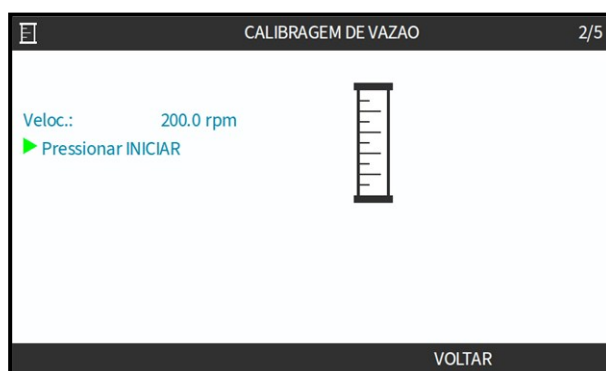 CALIBRAGEM DE VAZAO 2/5
Veloc.: 200.0 rpm
Pressionar INICIAR
VOLTAR